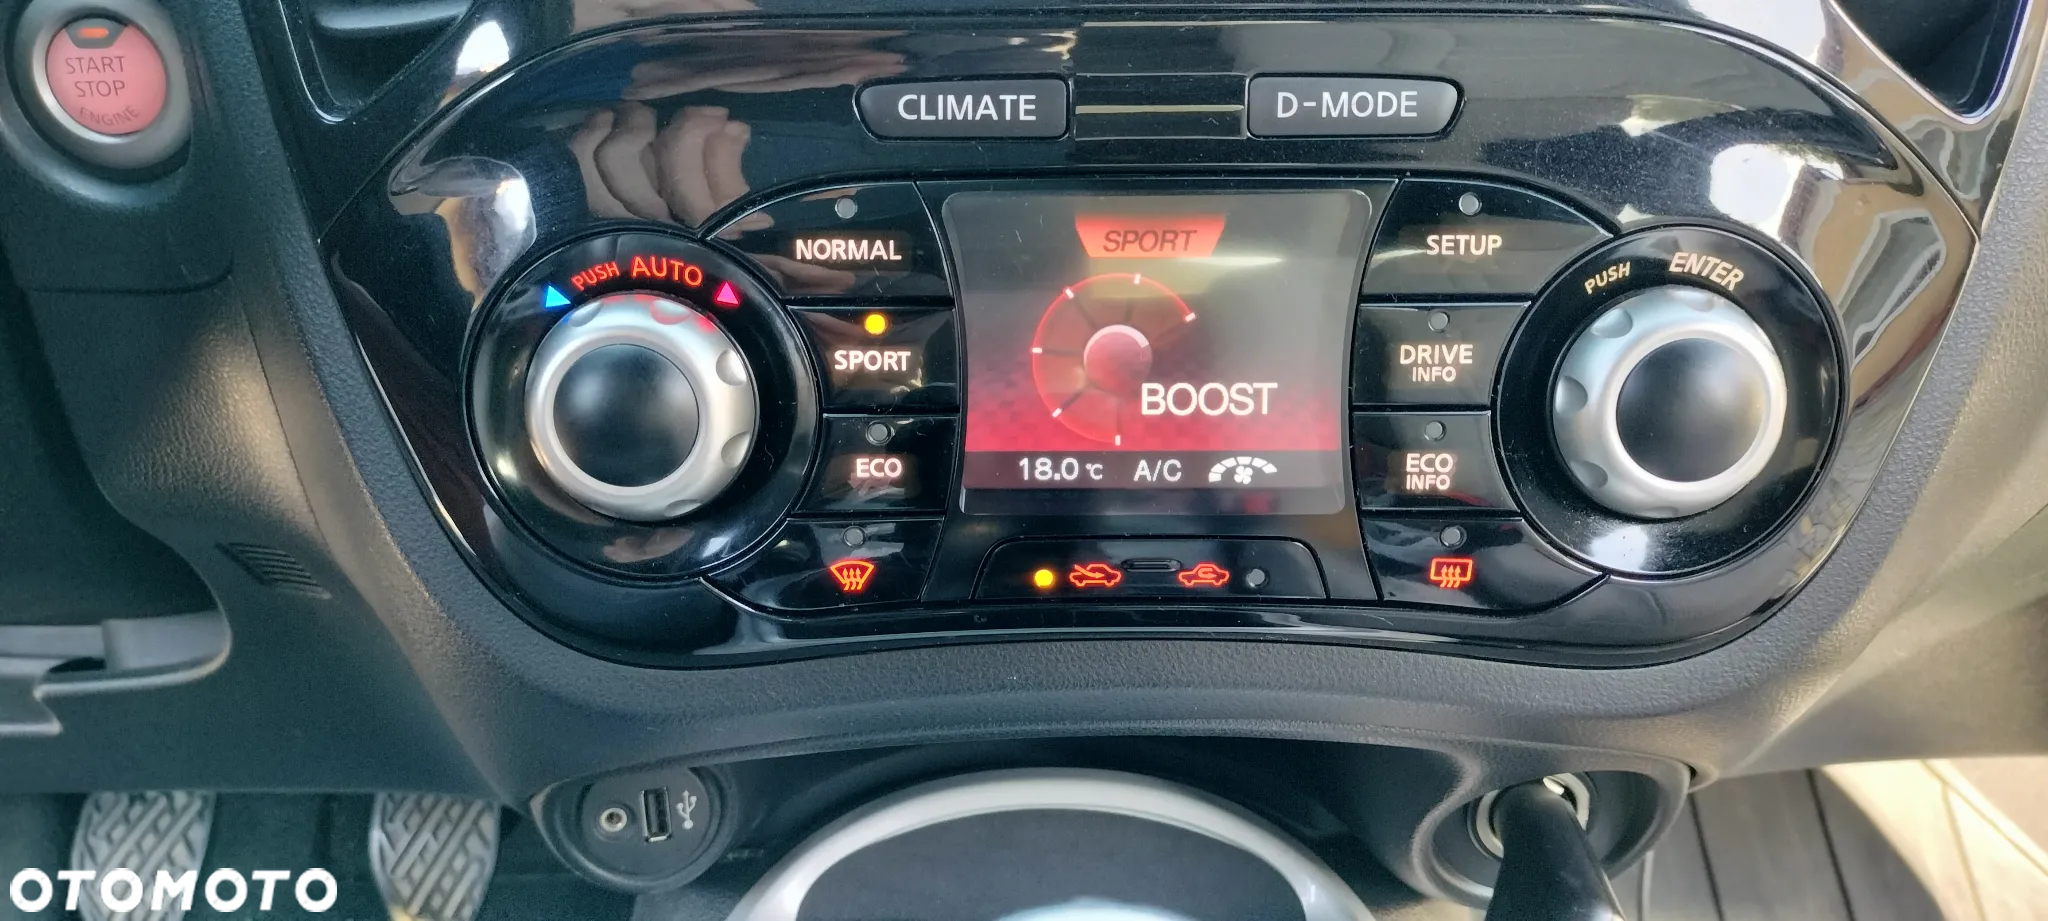 START
STOP
ENGINE
CLIMATE
D-MODE
NORMAL
SPORT
SETUP
PUSH AUTO
PUSH ENTER
SPORT
DRIVE
INFO
BOOST
ECO
ECO
INFO
18.0 °C A/C
OTOMOTO